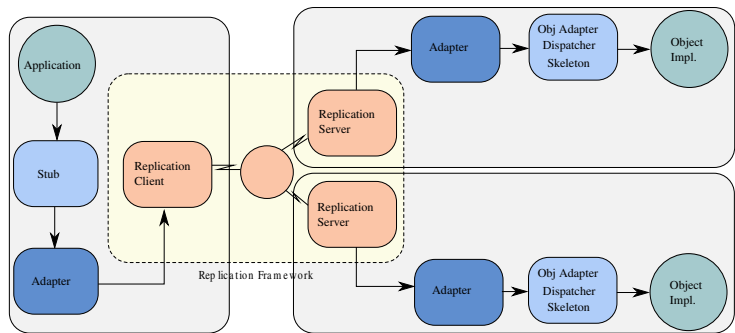 Application
Stub
Adapter
Replication
Client
Replication Framework
Replication
Server
Adapter
Obj Adapter
Dispatcher
Skeleton
Object
Impl.
Replication
Server
Adapter
Obj Adapter
Dispatcher
Skeleton
Object
Impl.